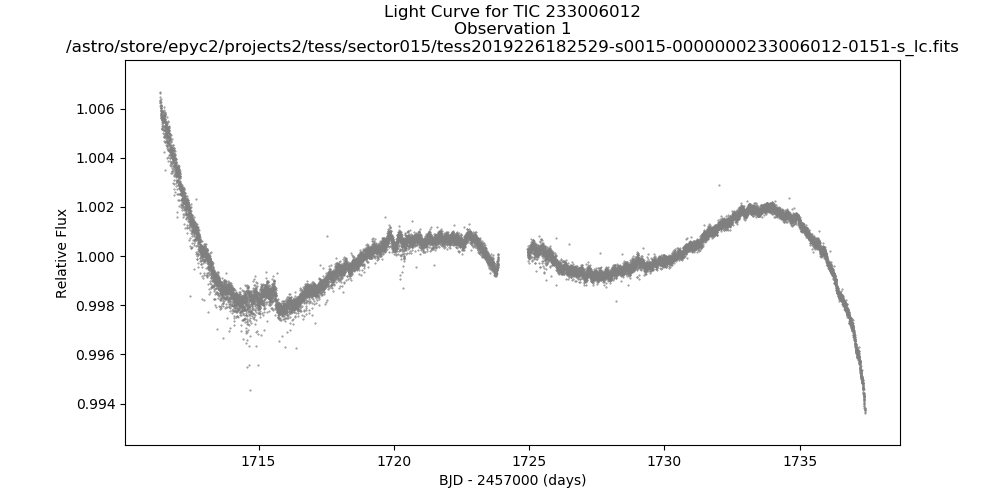 Light Curve for TIC 233006012
Observation 1
/astro/store/epyc2/projects2/tess/sector015/tess2019226182529-s0015-0000000233006012-0151-s_lc.fits
1.006
1.004
1.002
1.000
0.998
0.996
0.994
Relative Flux
1715
1720
1725
1730
1735
BJD - 2457000 (days)